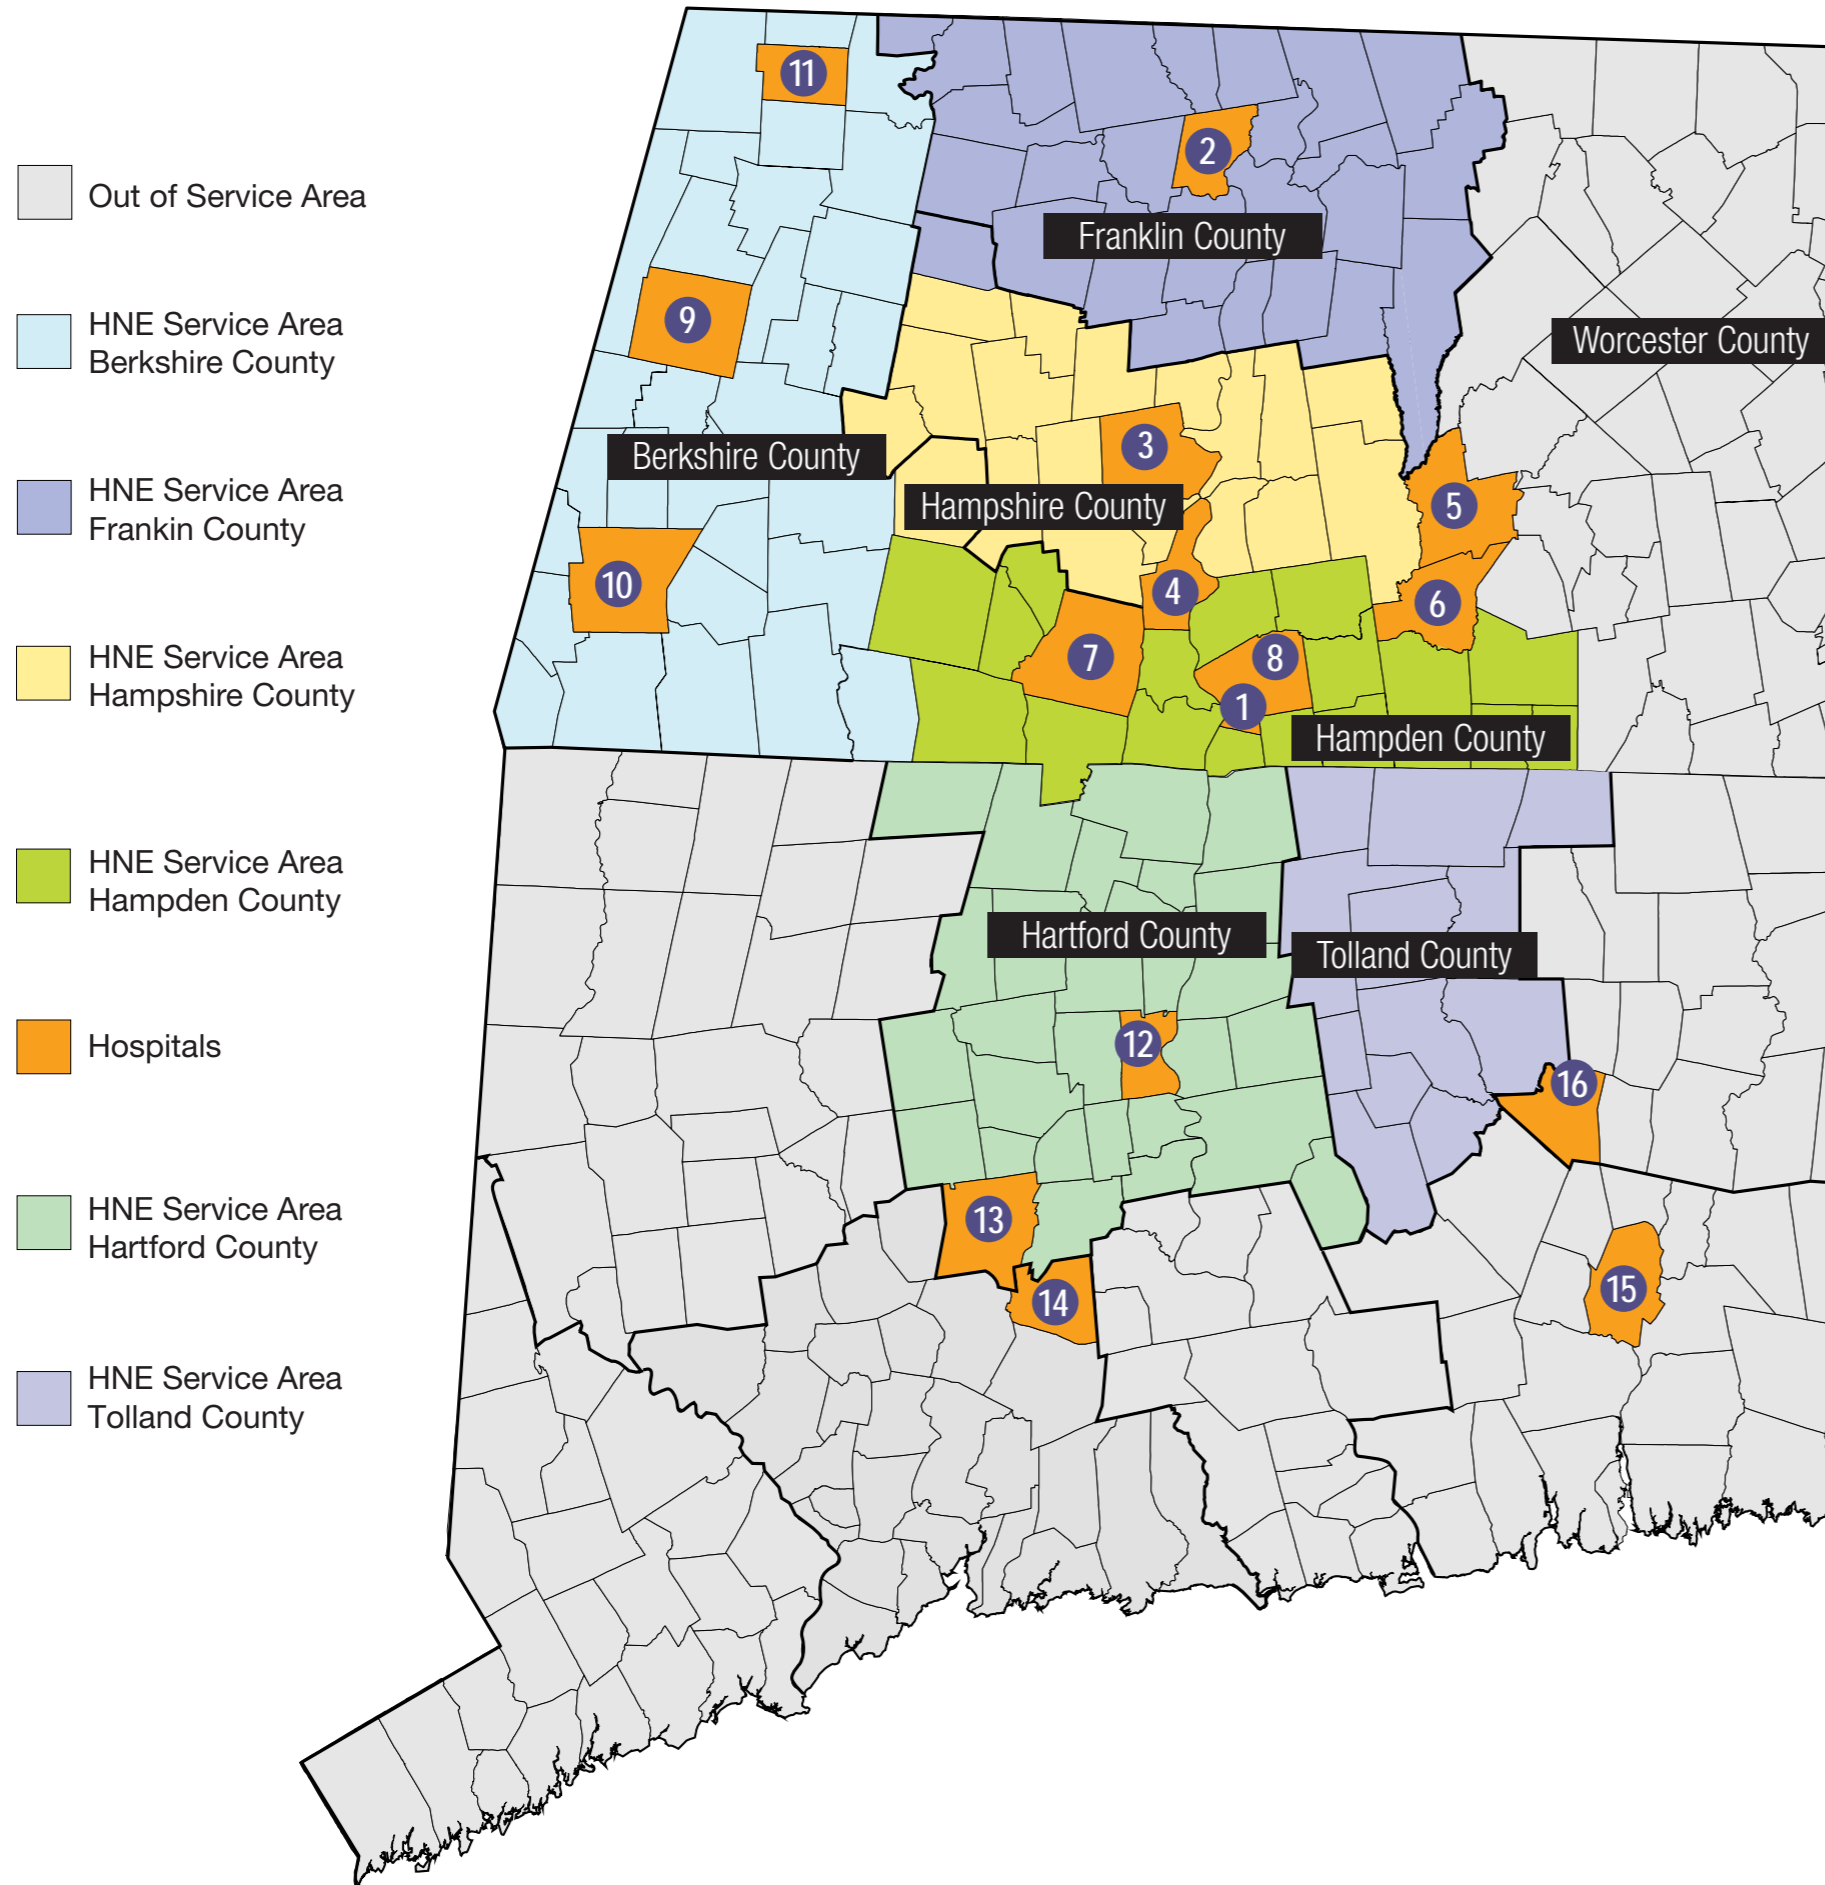 Out of Service Area
HNE Service Area
Berkshire County
HNE Service Area
Frankin County
HNE Service Area
Hampshire County
HNE Service Area
Hampden County
Hospitals
HNE Service Area
Hartford County
HNE Service Area
Tolland County
11
2
Franklin County
9
Worcester County
3
Berkshire County
Hampshire County
5
10
4
6
7
8
1
Hampden County
Hartford County
Tolland County
12
16
13
14
15